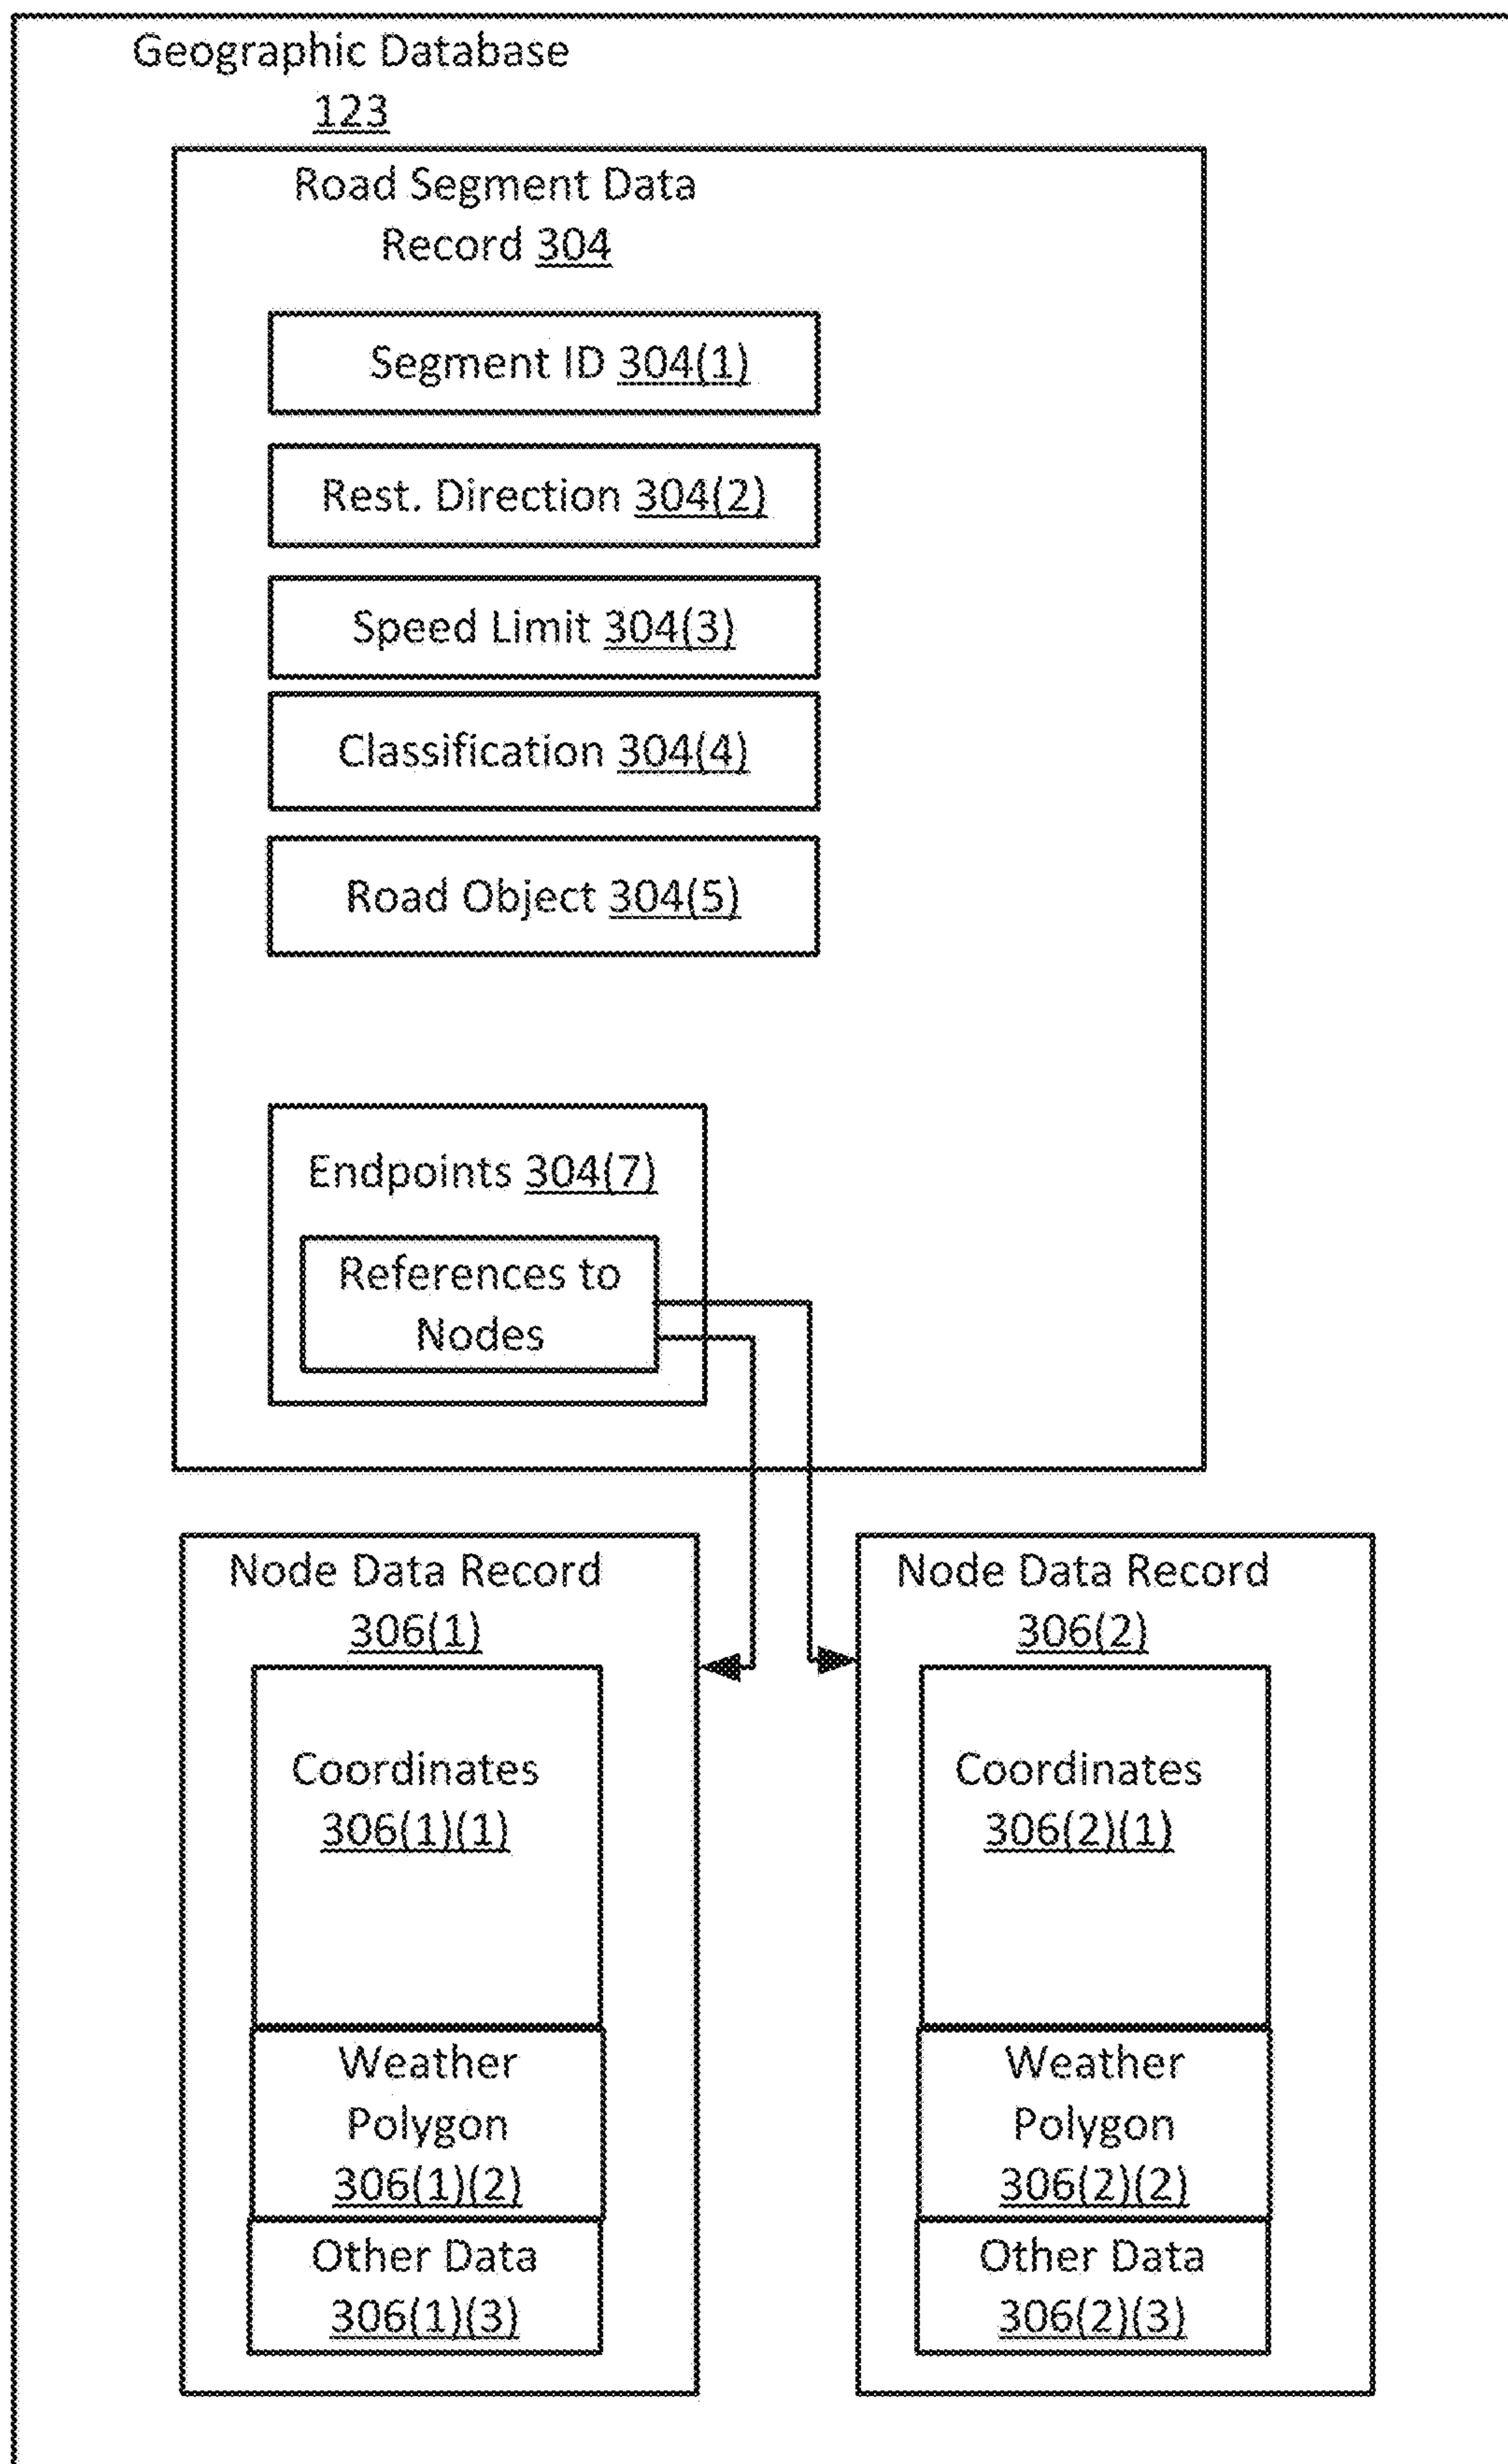 Geographic Database
123
Road Segment Data
Record 304
Segment ID 304(1)
Rest. Direction 304(2)
Speed Limit 304(3)
Classification 304(4)
Road Object 304(5)
Endpoints 304(7)
References to
Nodes
Node Data Record
306(1)
Coordinates
306(1)(1)
Weather
Polygon
306(1)(2)
Other Data
306(1)(3)
Node Data Record
306(2)
Coordinates
306(2)(1)
Weather
Polygon
306(2)(2)
Other Data
306(2)(3)